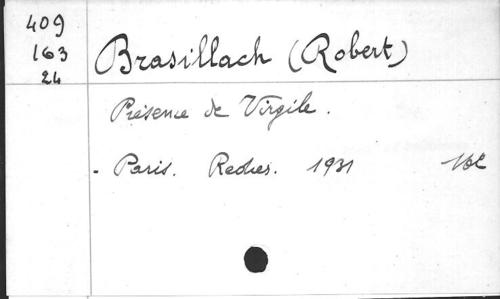 409
163
24
Brasillach (Robert)
Présence de Virgile.
- Paris. Redier. 1931